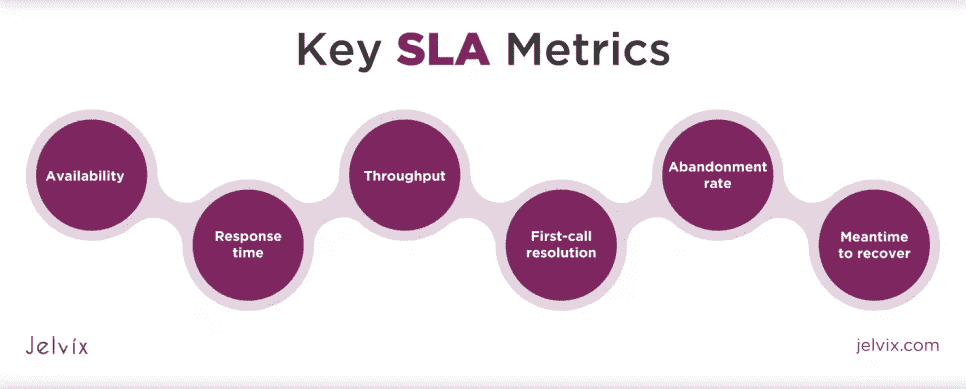 Key SLA Metrics
Availability
Response
time
Throughput
First-call
resolution
Abandonment
rate
Meantime
to recover
Jelvix
jelvix.com